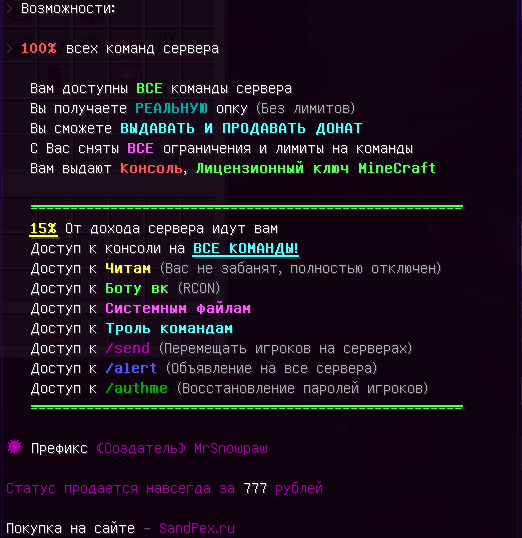 > Возможности:
> 100% всех команд сервера
Вам доступны ВСЕ команды сервера
Вы получаете РЕАЛЬНУЮ опку (Без лимитов)
Вы сможете ВЫДАВАТЬ И ПРОДАВАТЬ ДОНАТ
С Вас сняты ВСЕ ограничения и лимиты на команды
Вам выдают Консоль, Лицензионный ключ MineCraft
15% От дохода сервера идут вам
Доступ к консоли на ВСЕ КОМАНДЫ!
Доступ к Читам (Вас не забанят, полностью отключен)
Доступ к Боту вк (RCON)
Доступ к Системным файлам
Доступ к Троль командам
Доступ к /send (Перемещать игроков на серверах)
Доступ к /alert (Объявление на все сервера)
Доступ к /authme (Восстановление паролей игроков)
✹ Префикс (Создатель) MrSnowpaw
Статус продается навсегда за 777 рублей
Покупка на сайте - SandPex.ru